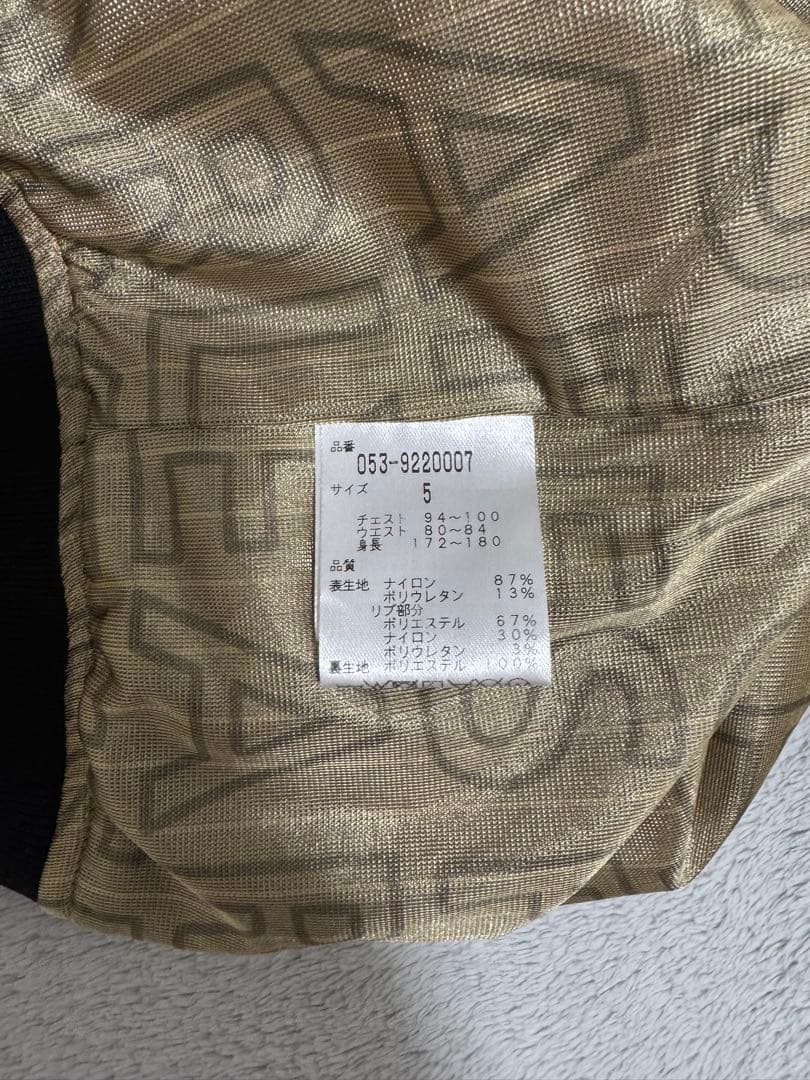 品番
053-9220007
サイズ 5
チェスト 94～100
ウエスト 80～84
身長 172～180
品質
表生地 ナイロン 87%
ポリウレタン 13%
リブ部分
ポリエステル 67%
ナイロン 30%
ポリウレタン 3%
裏生地 ポリエステル 100%